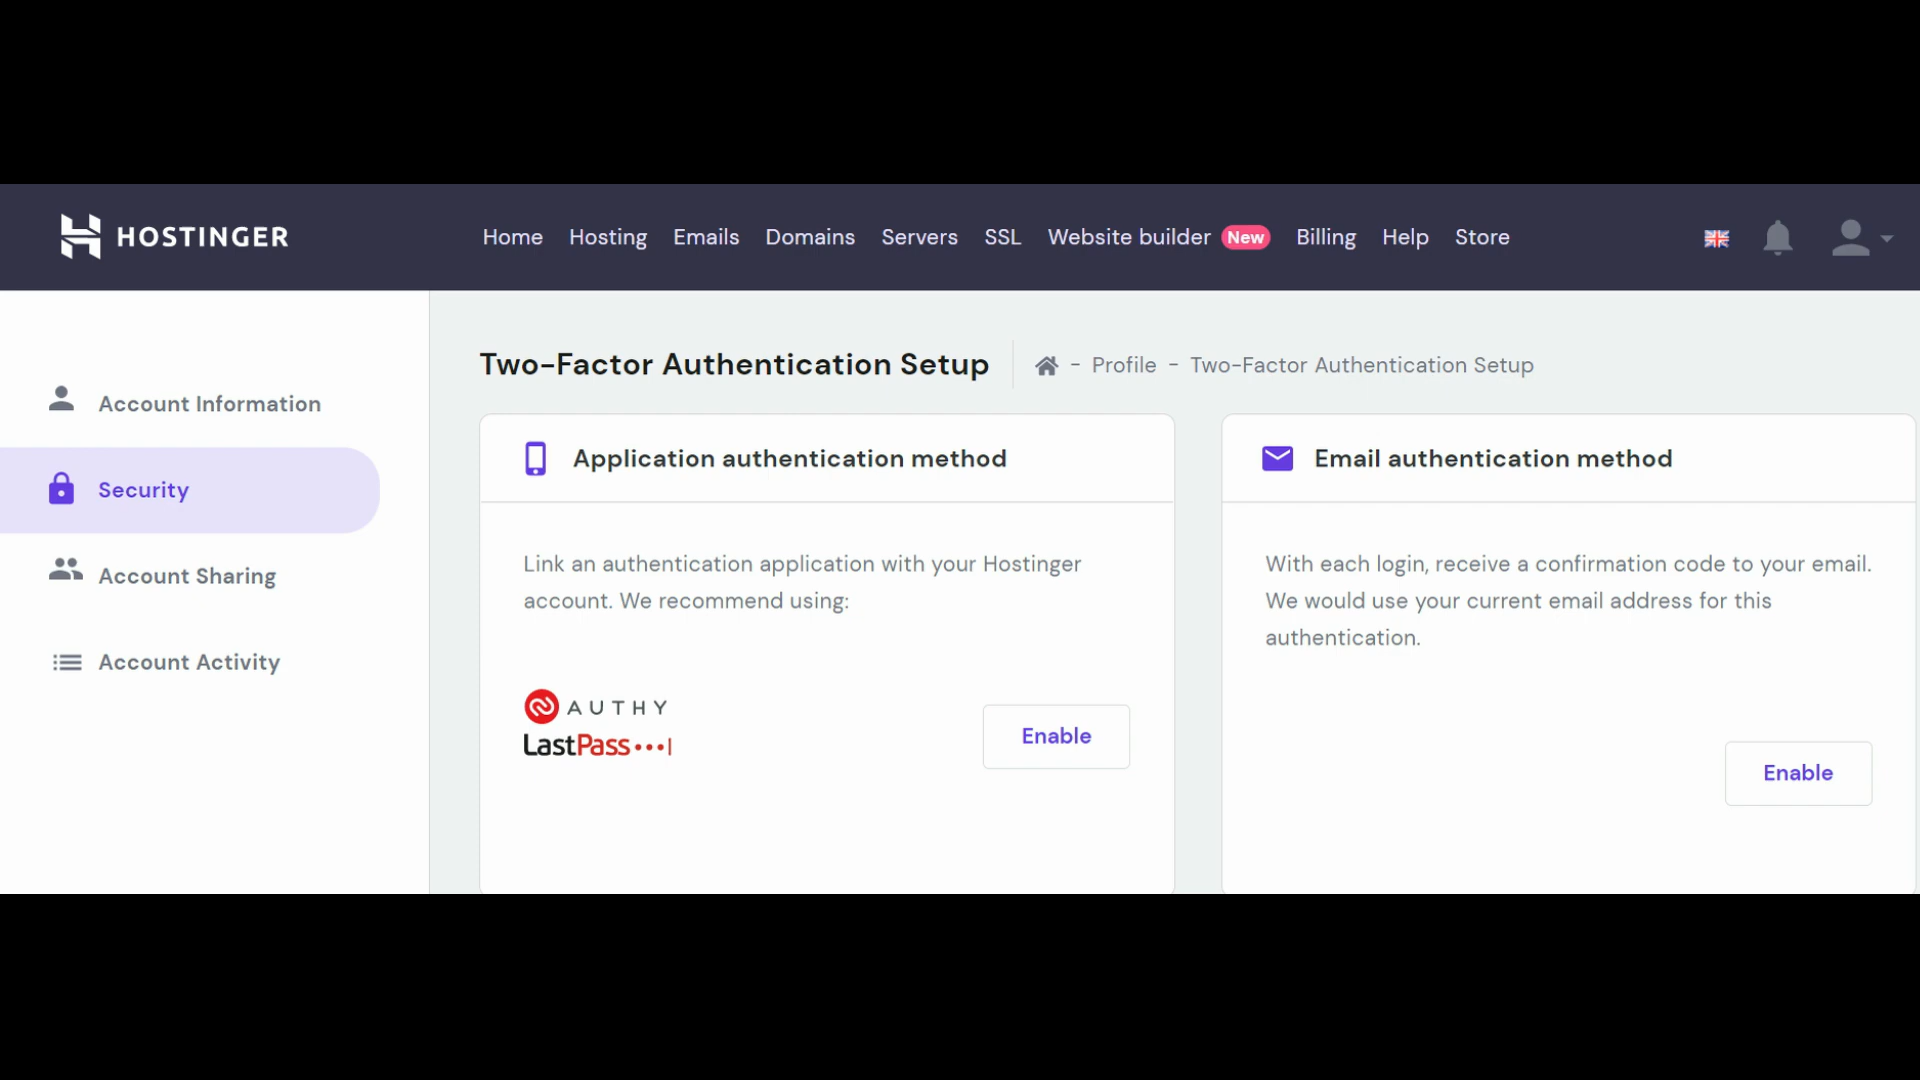 HOSTINGER
Home Hosting Emails Domains Servers SSL Website builder New Billing Help Store
Account Information
Security
Account Sharing
Account Activity
Two-Factor Authentication Setup
- Profile - Two-Factor Authentication Setup
Application authentication method
Link an authentication application with your Hostinger
account. We recommend using:
AUTHY
LastPass
Enable
Email authentication method
With each login, receive a confirmation code to your email.
We would use your current email address for this
authentication.
Enable